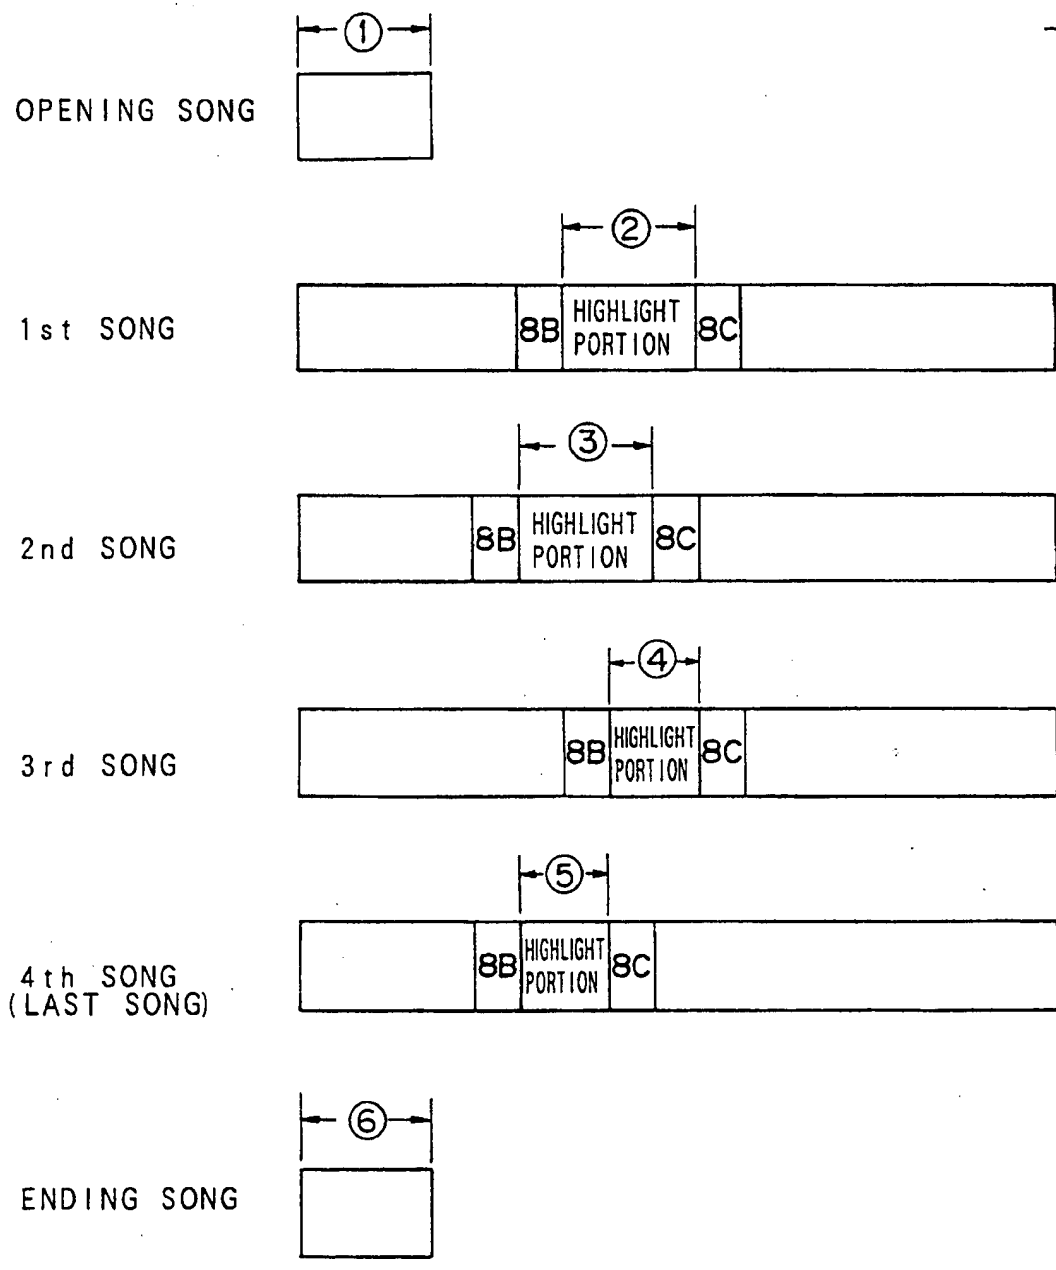 ①
OPENING SONG
②
1st SONG
8B
HIGHLIGHT
PORTION
8C
③
2nd SONG
8B
HIGHLIGHT
PORTION
8C
④
3rd SONG
8B
HIGHLIGHT
PORTION
8C
⑤
4th SONG
(LAST SONG)
8B
HIGHLIGHT
PORTION
8C
⑥
ENDING SONG